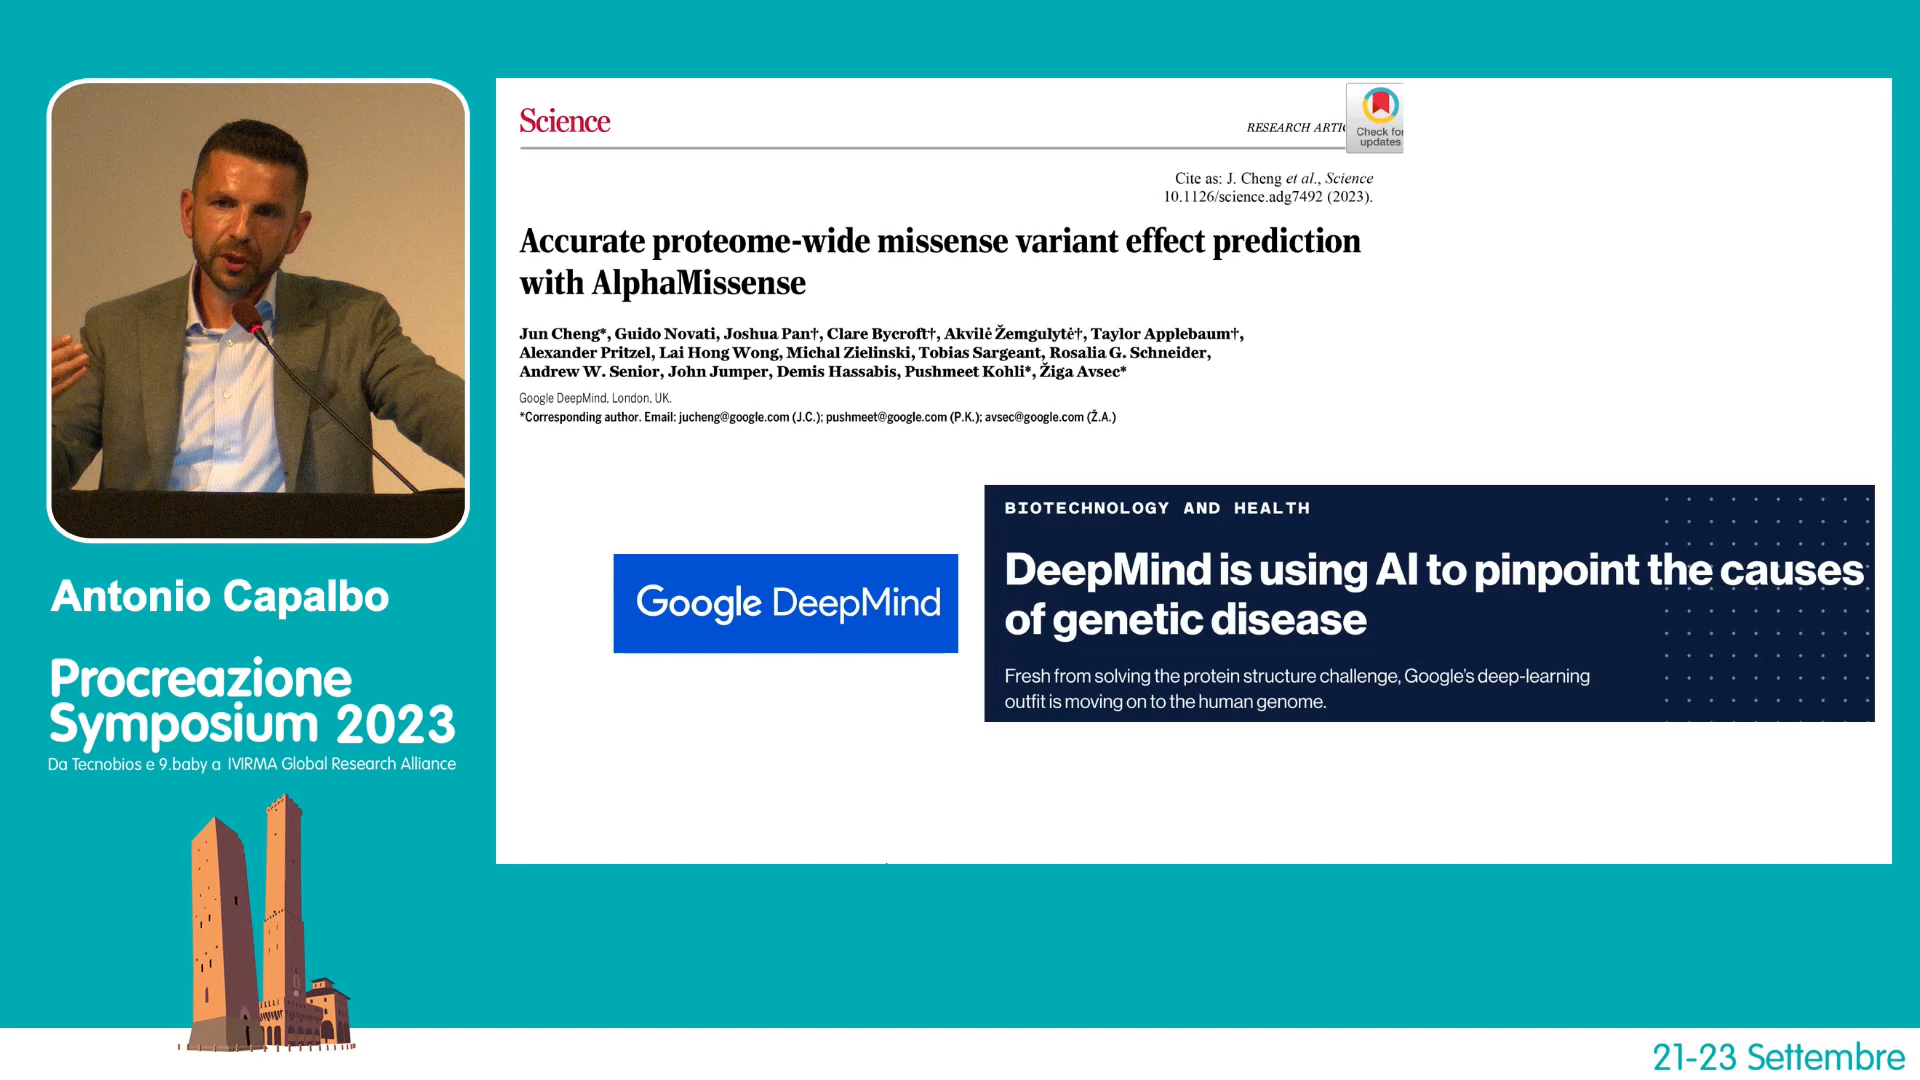 Science
RESEARCH ARTIC
Check for
updates
Cite as: J. Cheng et al., Science
10.1126/science.adg7492 (2023).
Accurate proteome-wide missense variant effect prediction
with AlphaMissense
Jun Cheng*, Guido Novati, Joshua Pan†, Clare Bycroft†, Akvilė Žemgulytė†, Taylor Applebaum†,
Alexander Pritzel, Lai Hong Wong, Michal Zielinski, Tobias Sargeant, Rosalia G. Schneider,
Andrew W. Senior, John Jumper, Demis Hassabis, Pushmeet Kohli*, Žiga Avsec*
Google DeepMind, London, UK.
*Corresponding author. Email: jucheng@google.com (J.C.); pushmeet@google.com (P.K.); avsec@google.com (Ž.A.)
Google DeepMind
BIOTECHNOLOGY AND HEALTH
DeepMind is using AI to pinpoint the causes
of genetic disease
Fresh from solving the protein structure challenge, Google's deep-learning
outfit is moving on to the human genome.
Antonio Capalbo
Procreazione
Symposium 2023
Da Tecnobios e 9.baby a IVIRMA Global Research Alliance
21-23 Settembre